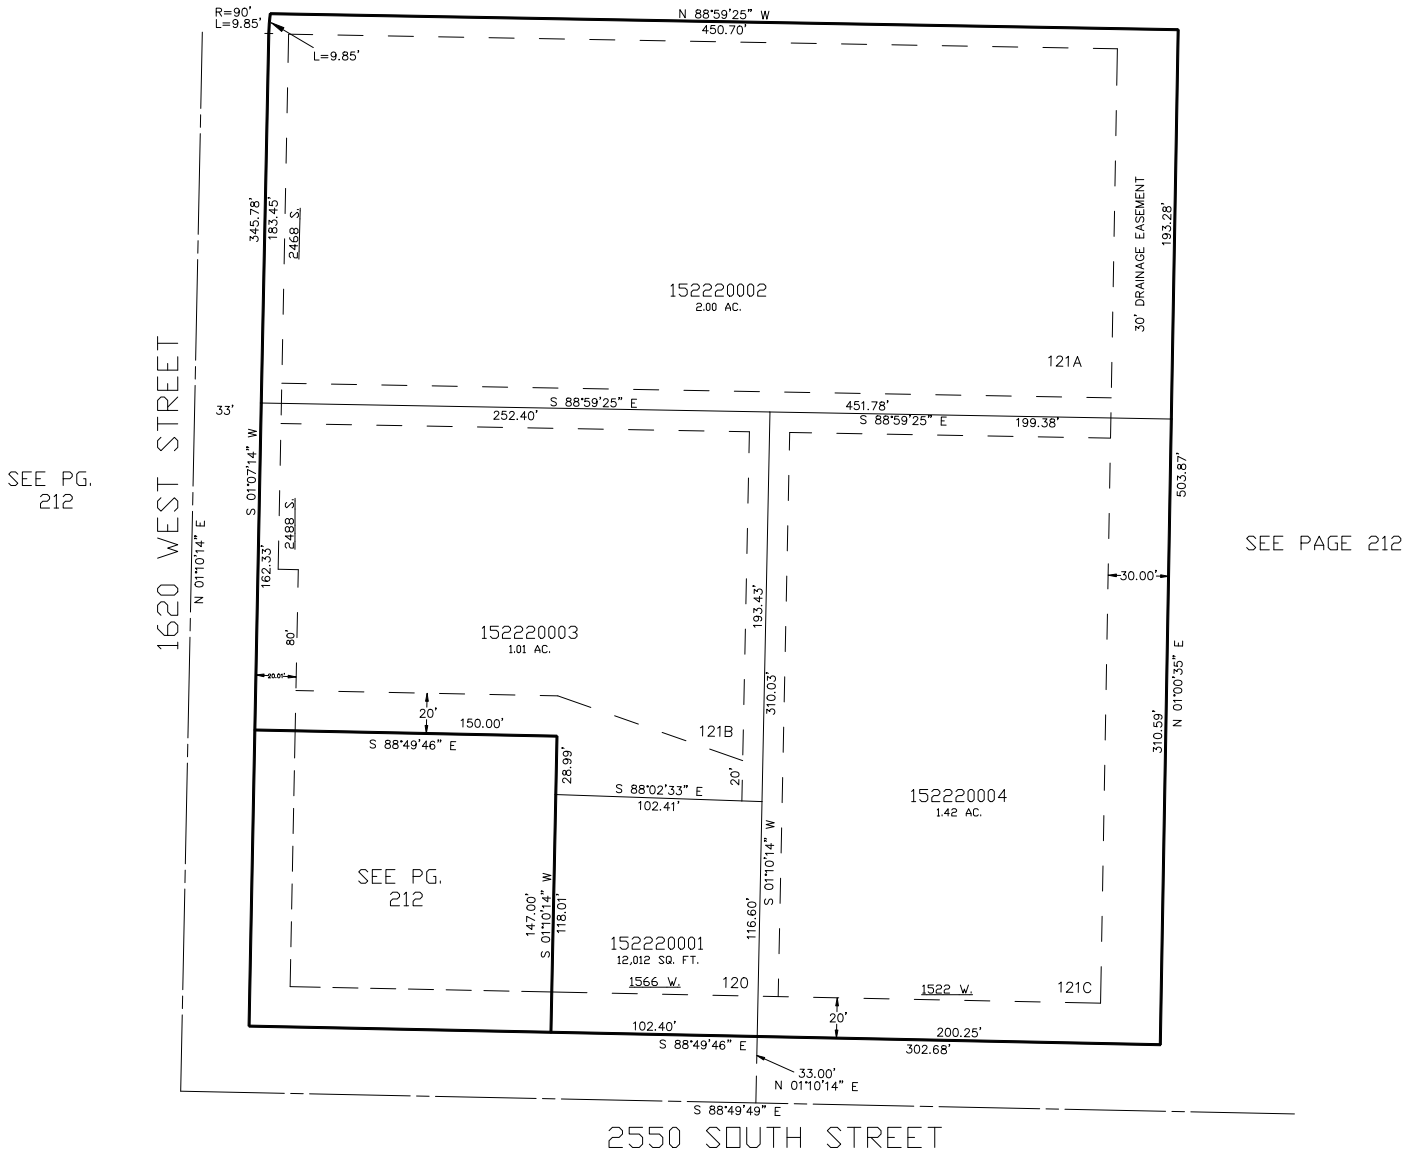 R=90'
L=9.85'
L=9.85'
N 88°59'25" W
450.70'
345.78'
183.45'
2468 S.
30' DRAINAGE EASEMENT
193.28'
152220002
2.00 AC.
121A
33'
S 88°59'25" E
252.40'
451.78'
S 88°59'25" E
199.38'
1620 WEST STREET
N 01°10'14" E
S 01°07'14" W
162.33'
2488 S.
SEE PG.
212
503.87'
SEE PAGE 212
30.00'
193.43'
152220003
1.01 AC.
80'
20.01'
20'
150.00'
S 88°49'46" E
310.03'
N 01°00'35" E
310.59'
121B
28.99'
20'
S 88°02'33" E
102.41'
152220004
1.42 AC.
S 01°10'14" W
SEE PG.
212
147.00'
S 01°10'14" W
118.01'
116.60'
152220001
12,012 SQ. FT.
1566 W.
120
1522 W.
121C
20'
102.40'
S 88°49'46" E
200.25'
302.68'
33.00'
N 01°10'14" E
S 88°49'49" E
2550 SOUTH STREET